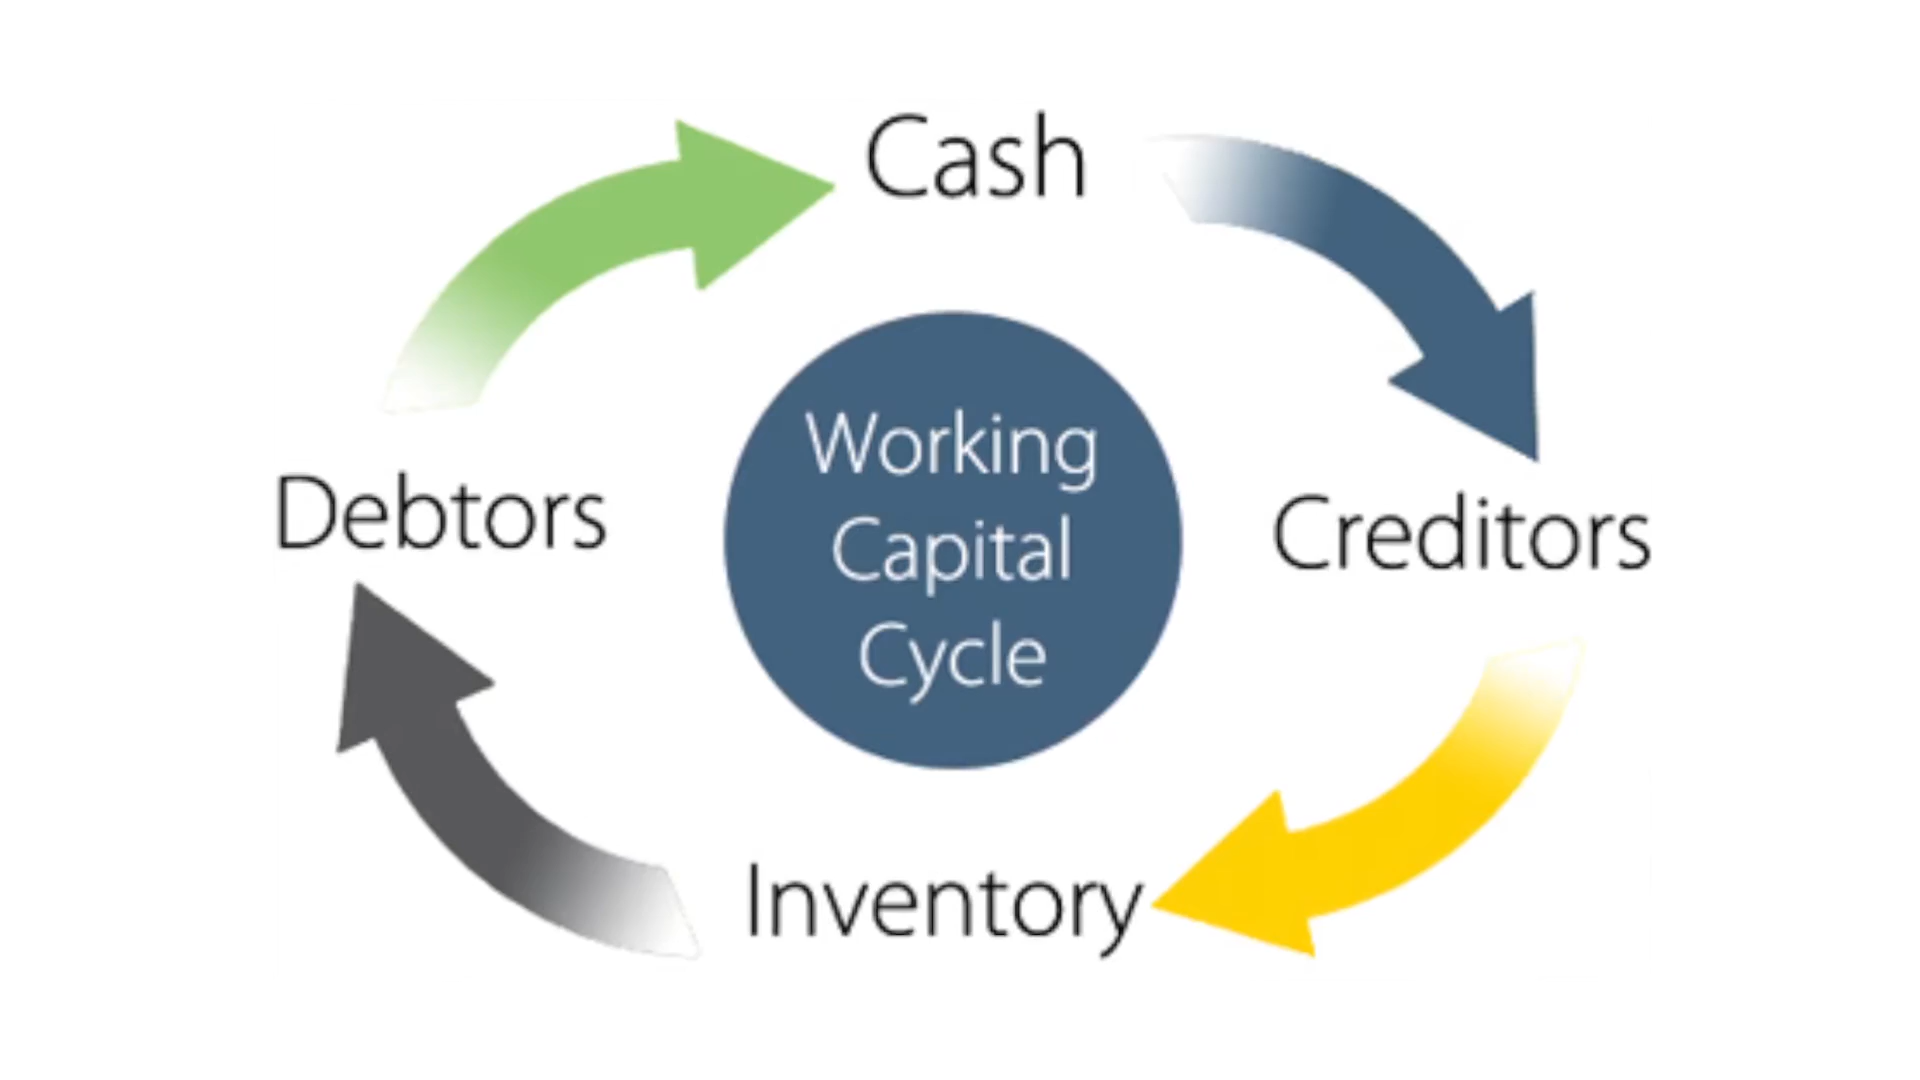 Cash
Debtors
Working
Capital
Cycle
Creditors
Inventory